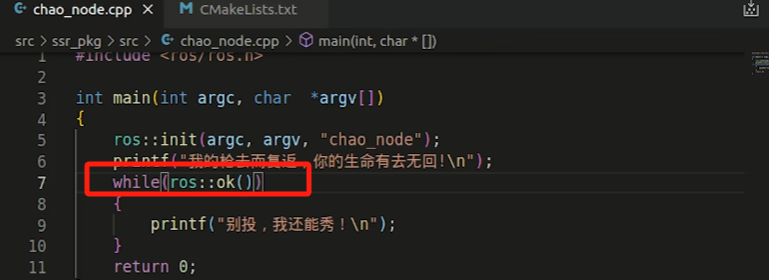 chao_node.cpp
CMakeLists.txt
src > ssr_pkg > src > chao_node.cpp > main(int, char * [])
1 #include <ros/ros.h>
2
3 int main(int argc, char  *argv[])
4 {
5     ros::init(argc, argv, "chao_node");
6     printf("我的枪去而复返，你的生命有去无回!\n");
7     while(ros::ok())
8     {
9         printf("别投，我还能秀！\n");
10     }
11     return 0;